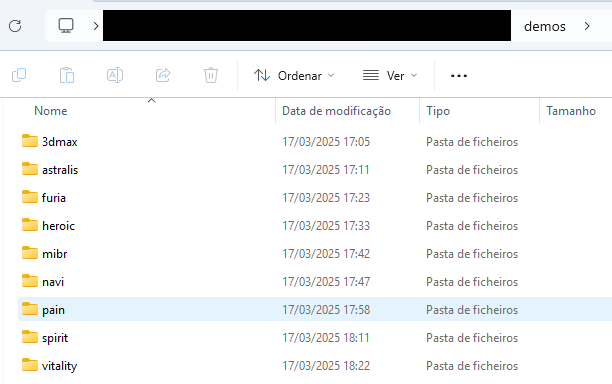 demos
Ordenar Ver
Nome Data de modificação Tipo Tamanho
3dmax 17/03/2025 17:05 Pasta de ficheiros
astralis 17/03/2025 17:11 Pasta de ficheiros
furia 17/03/2025 17:23 Pasta de ficheiros
heroic 17/03/2025 17:33 Pasta de ficheiros
mibr 17/03/2025 17:42 Pasta de ficheiros
navi 17/03/2025 17:47 Pasta de ficheiros
pain 17/03/2025 17:58 Pasta de ficheiros
spirit 17/03/2025 18:11 Pasta de ficheiros
vitality 17/03/2025 18:22 Pasta de ficheiros